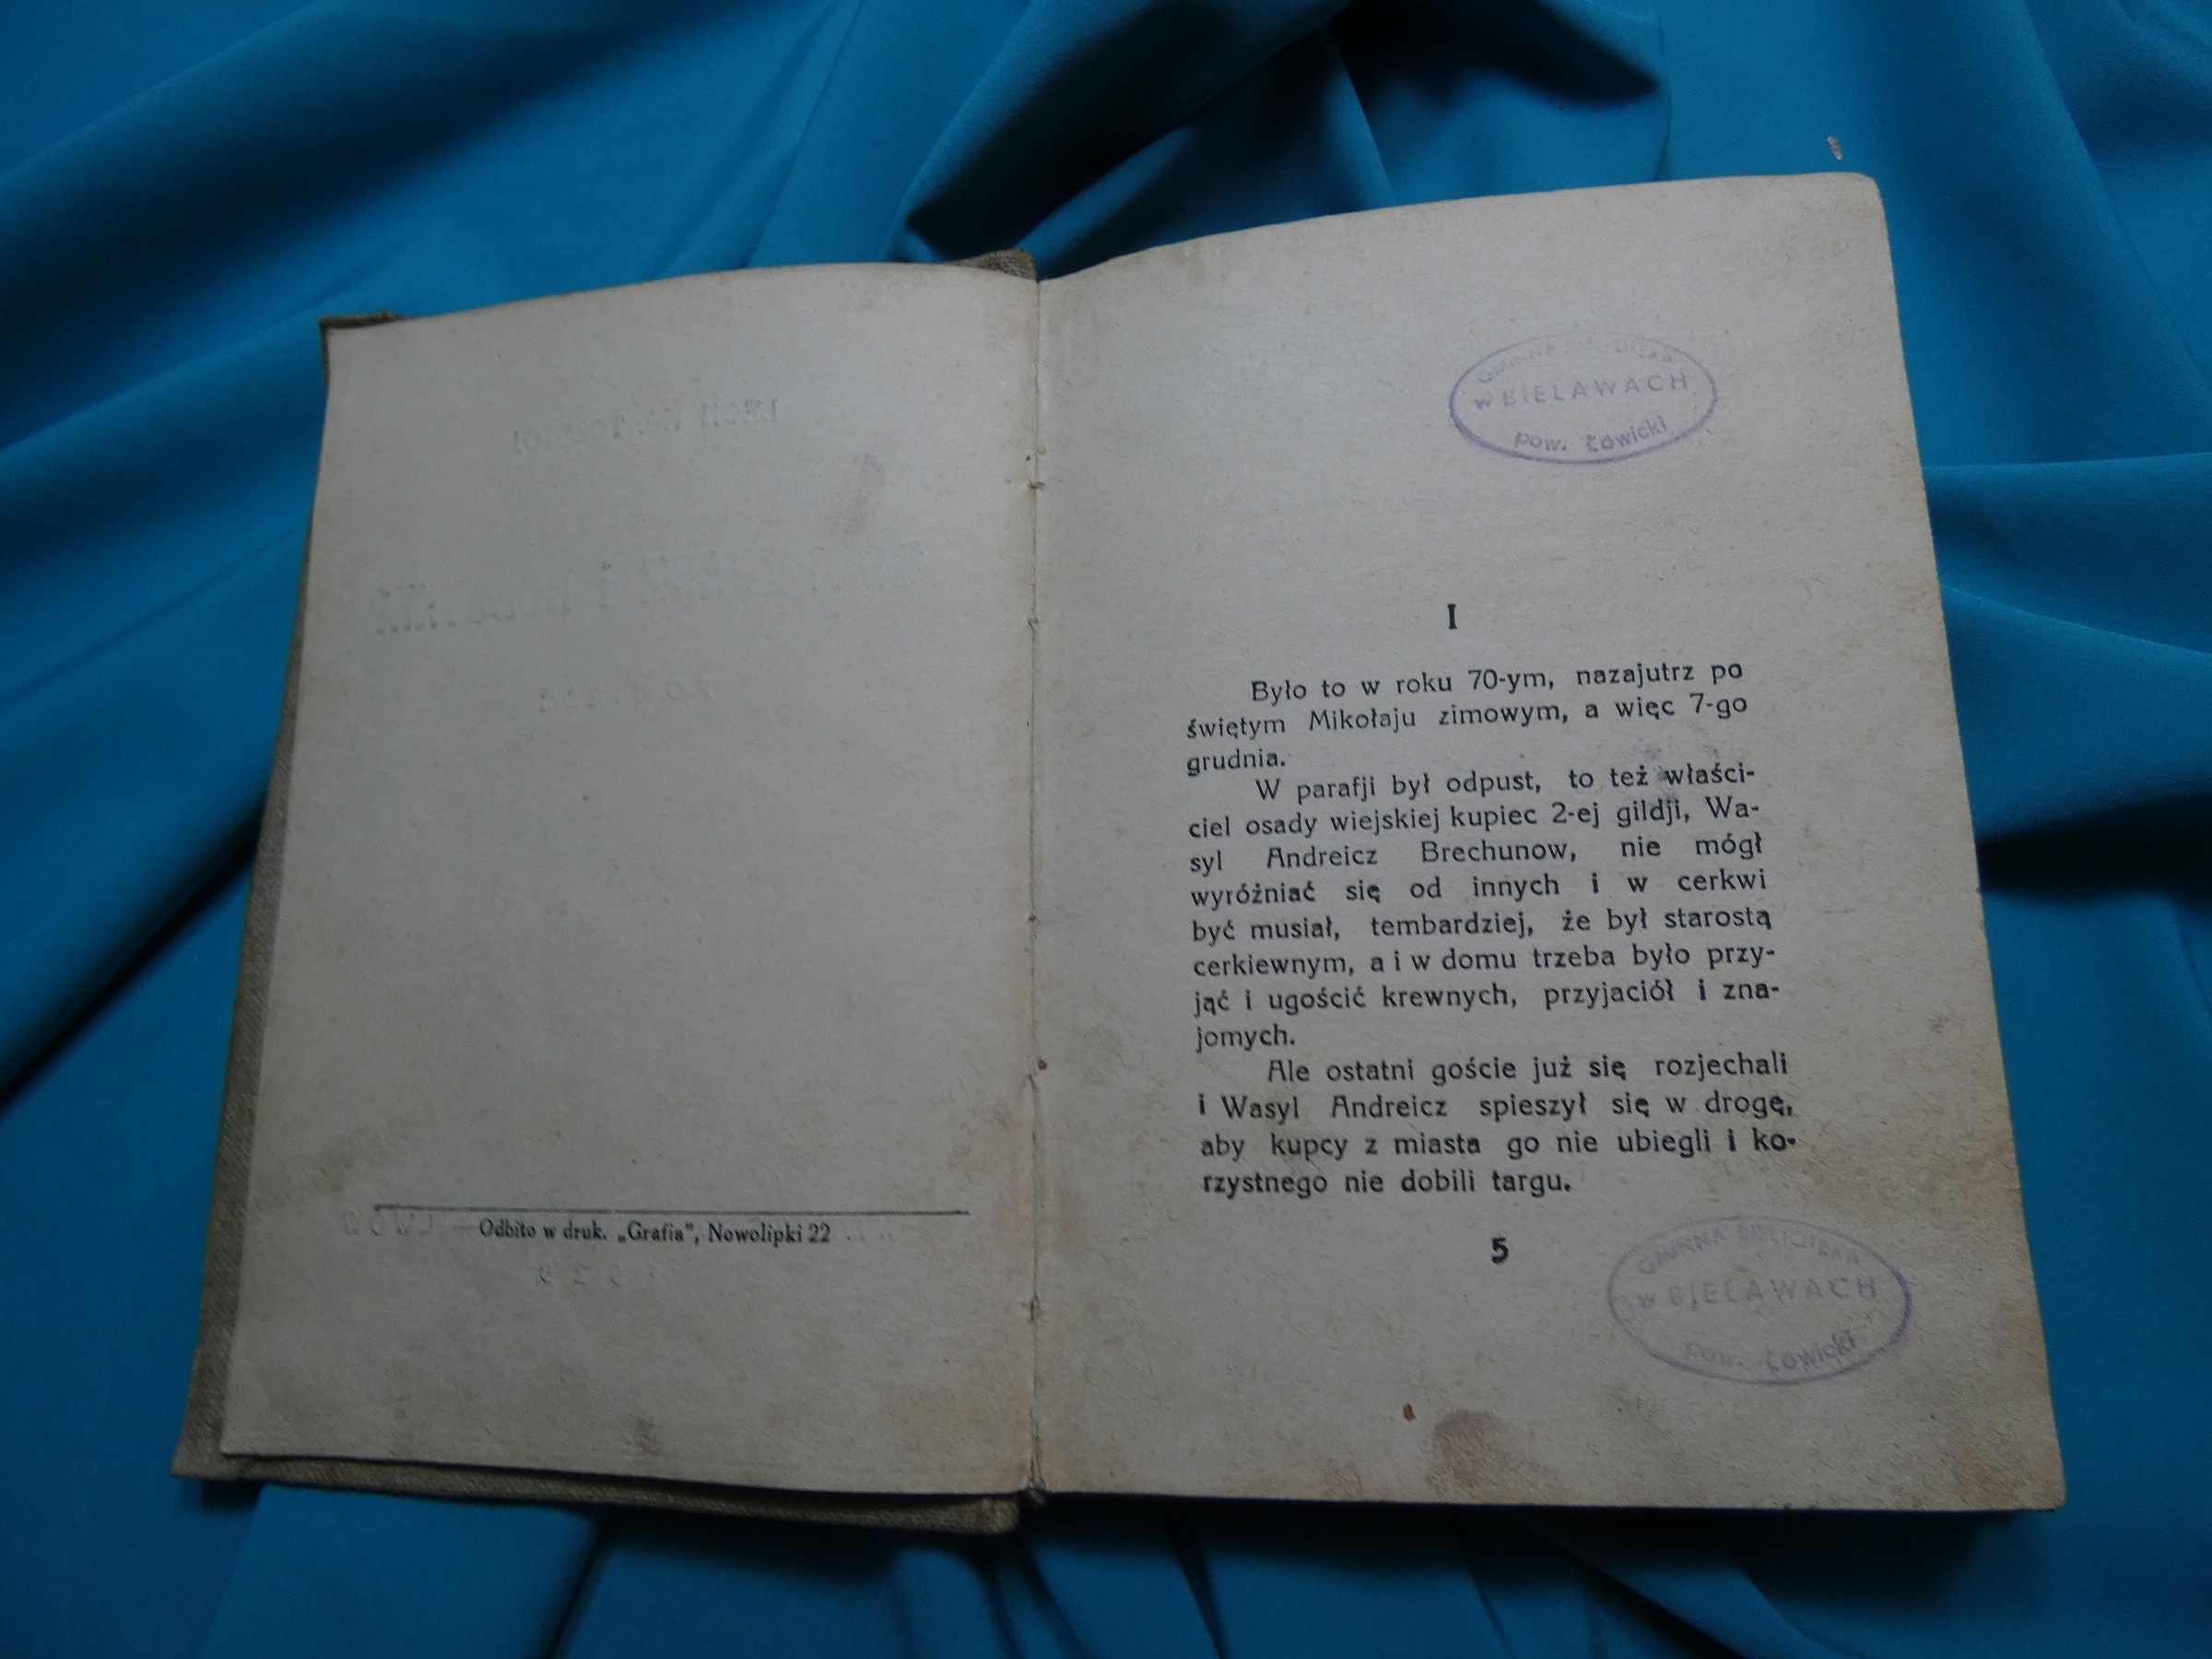 Odbito w druk. „Grafia”, Nowolipki 22
GMINNA BIBLIOTEKA
w BIELAWACH
pow. Łowicki
I
Było to w roku 70-ym, nazajutrz po
świętym Mikołaju zimowym, a więc 7-go
grudnia.
W parafji był odpust, to też właści-
ciel osady wiejskiej kupiec 2-ej gildji, Wa-
syl Andreicz Brechunow, nie mógł
wyróżniać się od innych i w cerkwi
być musiał, tembardziej, że był starostą
cerkiewnym, a i w domu trzeba było przy-
jąć i ugościć krewnych, przyjaciół i zna-
jomych.
Ale ostatni goście już się rozjechali
i Wasyl Andreicz spieszył się w drogę,
aby kupcy z miasta go nie ubiegli i ko-
rzystnego nie dobili targu.
5
GMINNA BIBLIOTEKA
w BIELAWACH
pow. Łowicki